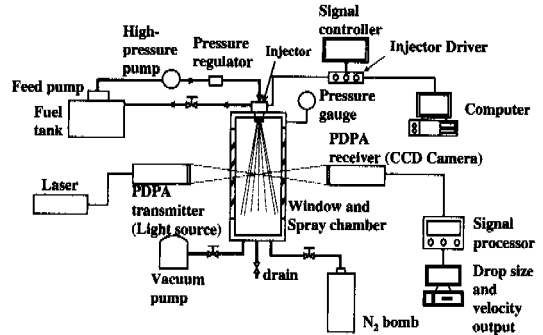 Signal
controller
High-
pressure
pump
Pressure
regulator
Injector
Injector Driver
Feed pump
Fuel
tank
Pressure
gauge
Computer
PDPA
receiver (CCD Camera)
Laser
PDPA
transmitter
(Light source)
Window and
Spray chamber
Signal
processor
Vacuum
pump
drain
N₂ bomb
Drop size
and
velocity
output